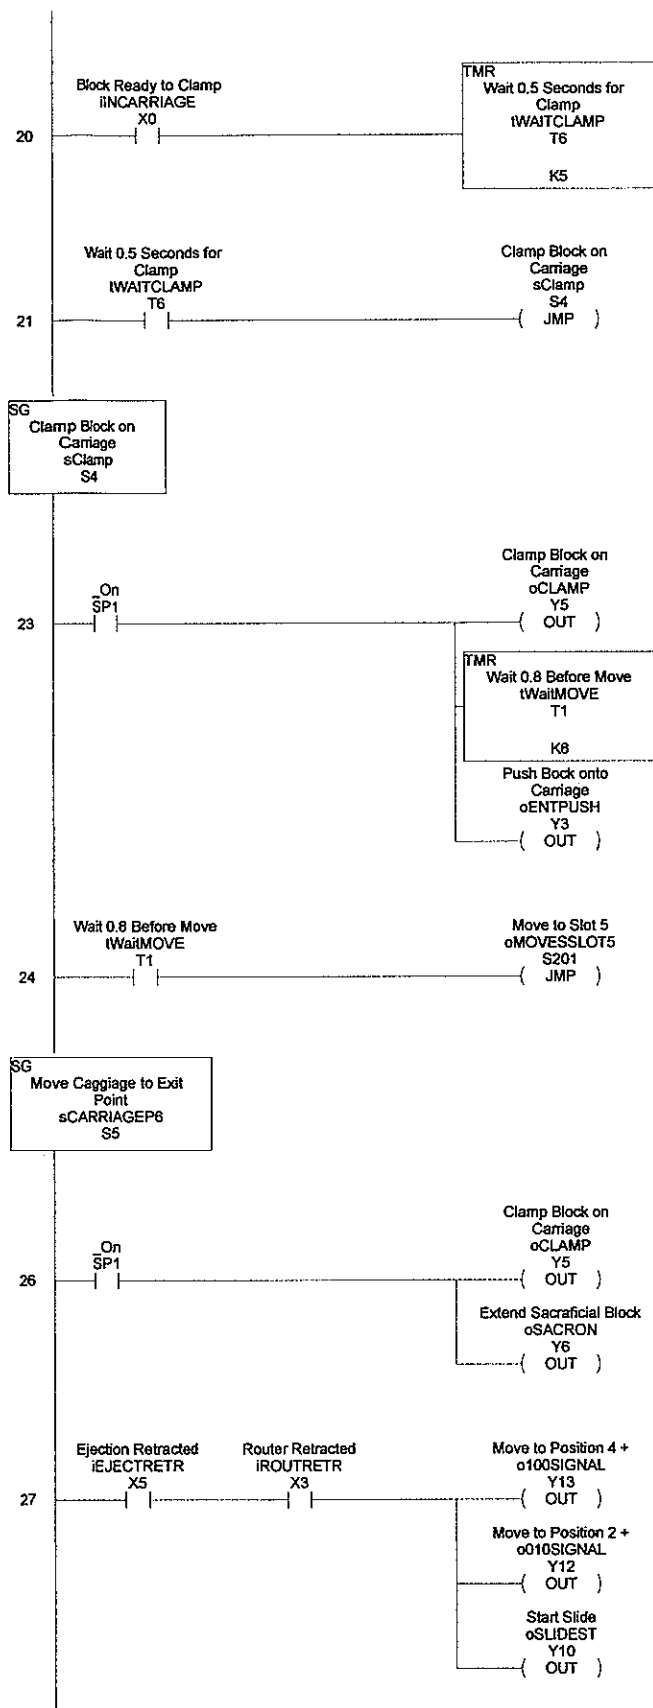 Block Ready to Clamp
iINCARRIAGE
X0
20
TMR
Wait 0.5 Seconds for
Clamp
tWAITCLAMP
T6
K5
Wait 0.5 Seconds for
Clamp
tWAITCLAMP
T6
21
Clamp Block on
Carriage
sClamp
S4
( JMP )
SG
Clamp Block on
Carriage
sClamp
S4
_On
SP1
23
Clamp Block on
Carriage
oCLAMP
Y5
( OUT )
TMR
Wait 0.8 Before Move
tWaitMOVE
T1
K6
Push Bock onto
Carriage
oENTPUSH
Y3
( OUT )
Wait 0.8 Before Move
tWaitMOVE
T1
24
Move to Slot 5
oMOVESSLOT5
S201
( JMP )
SG
Move Caggiage to Exit
Point
sCARRIAGEP6
S5
_On
SP1
26
Clamp Block on
Carriage
oCLAMP
Y5
( OUT )
Extend Sacraficial Block
oSACRON
Y6
( OUT )
Ejection Retracted
iEJECTRETR
X5
Router Retracted
iROUTRETR
X3
27
Move to Position 4 +
o100SIGNAL
Y13
( OUT )
Move to Position 2 +
o010SIGNAL
Y12
( OUT )
Start Slide
oSLIDEST
Y10
( OUT )